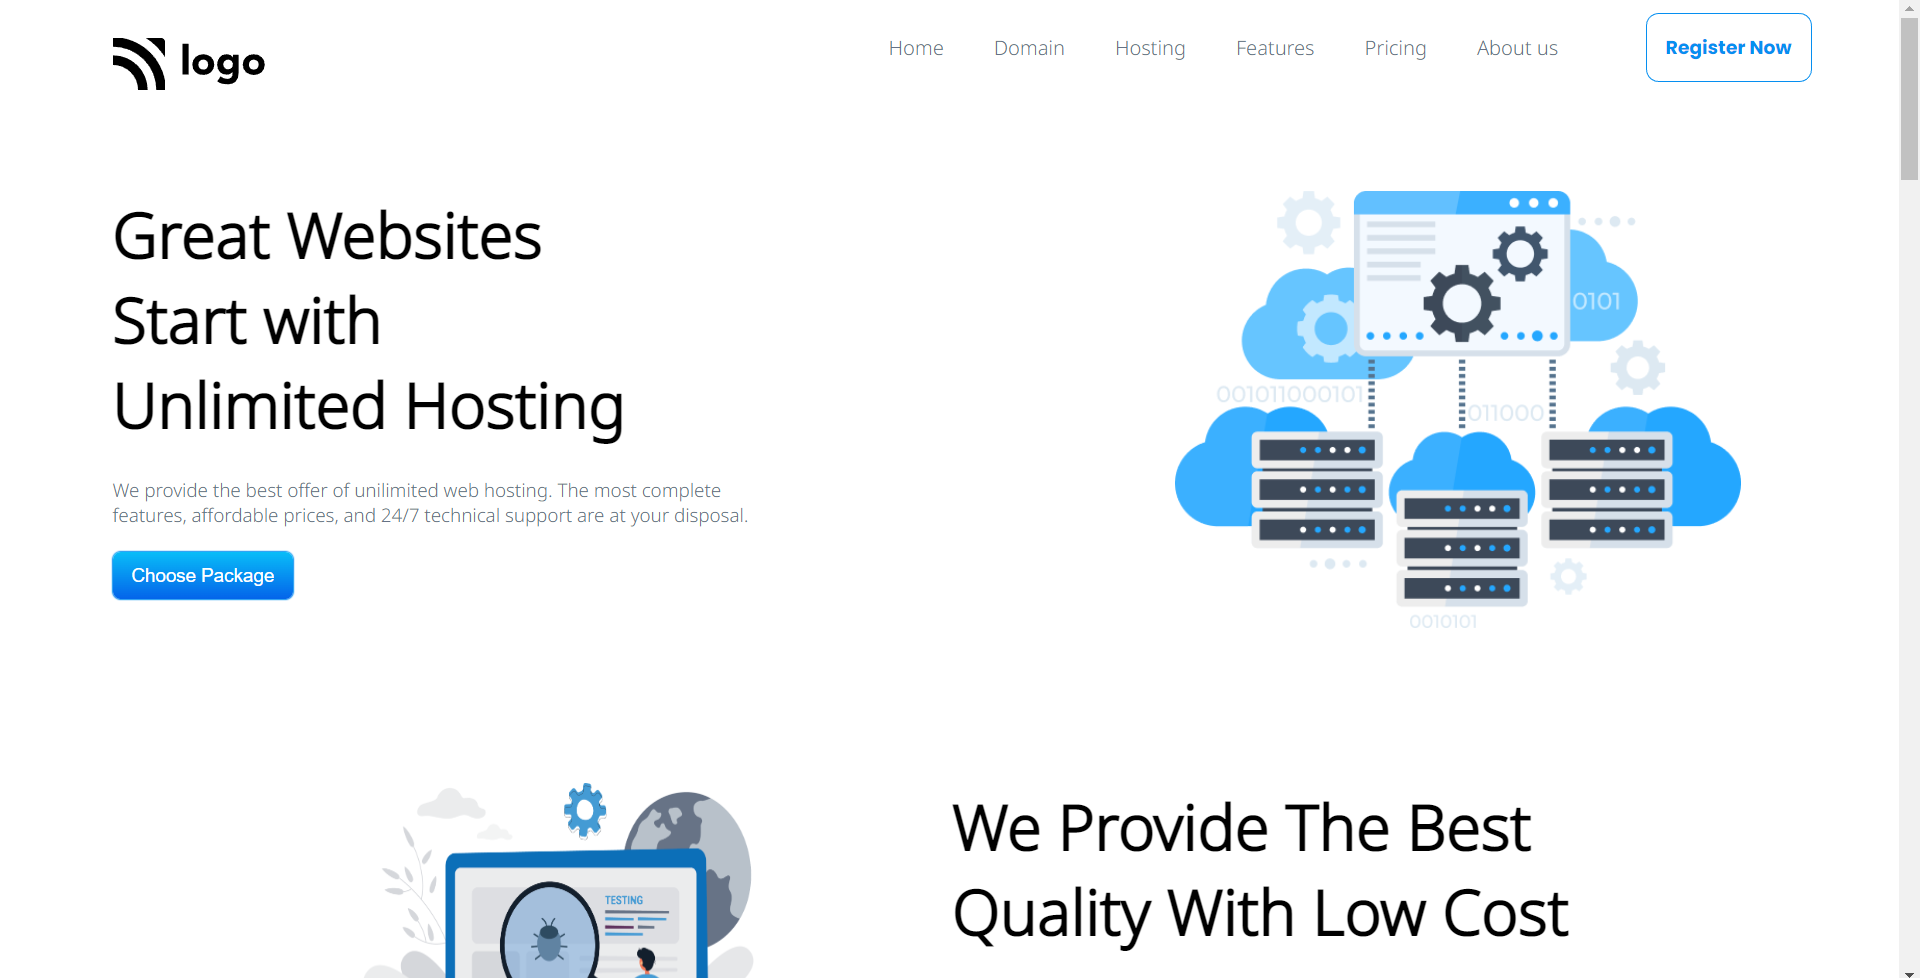 logo
Home
Domain
Hosting
Features
Pricing
About us
Register Now
Great Websites
Start with
Unlimited Hosting
We provide the best offer of unilimited web hosting. The most complete
features, affordable prices, and 24/7 technical support are at your disposal.
Choose Package
0101
001011000101
011000
0010101
We Provide The Best
Quality With Low Cost
TESTING